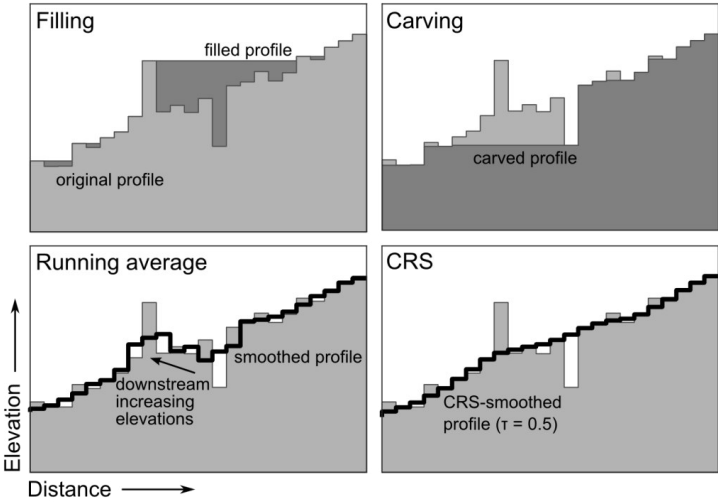 Filling
filled profile
original profile
Carving
carved profile
Running average
smoothed profile
downstream
increasing
elevations
CRS
CRS-smoothed
profile (τ = 0.5)
Elevation
Distance